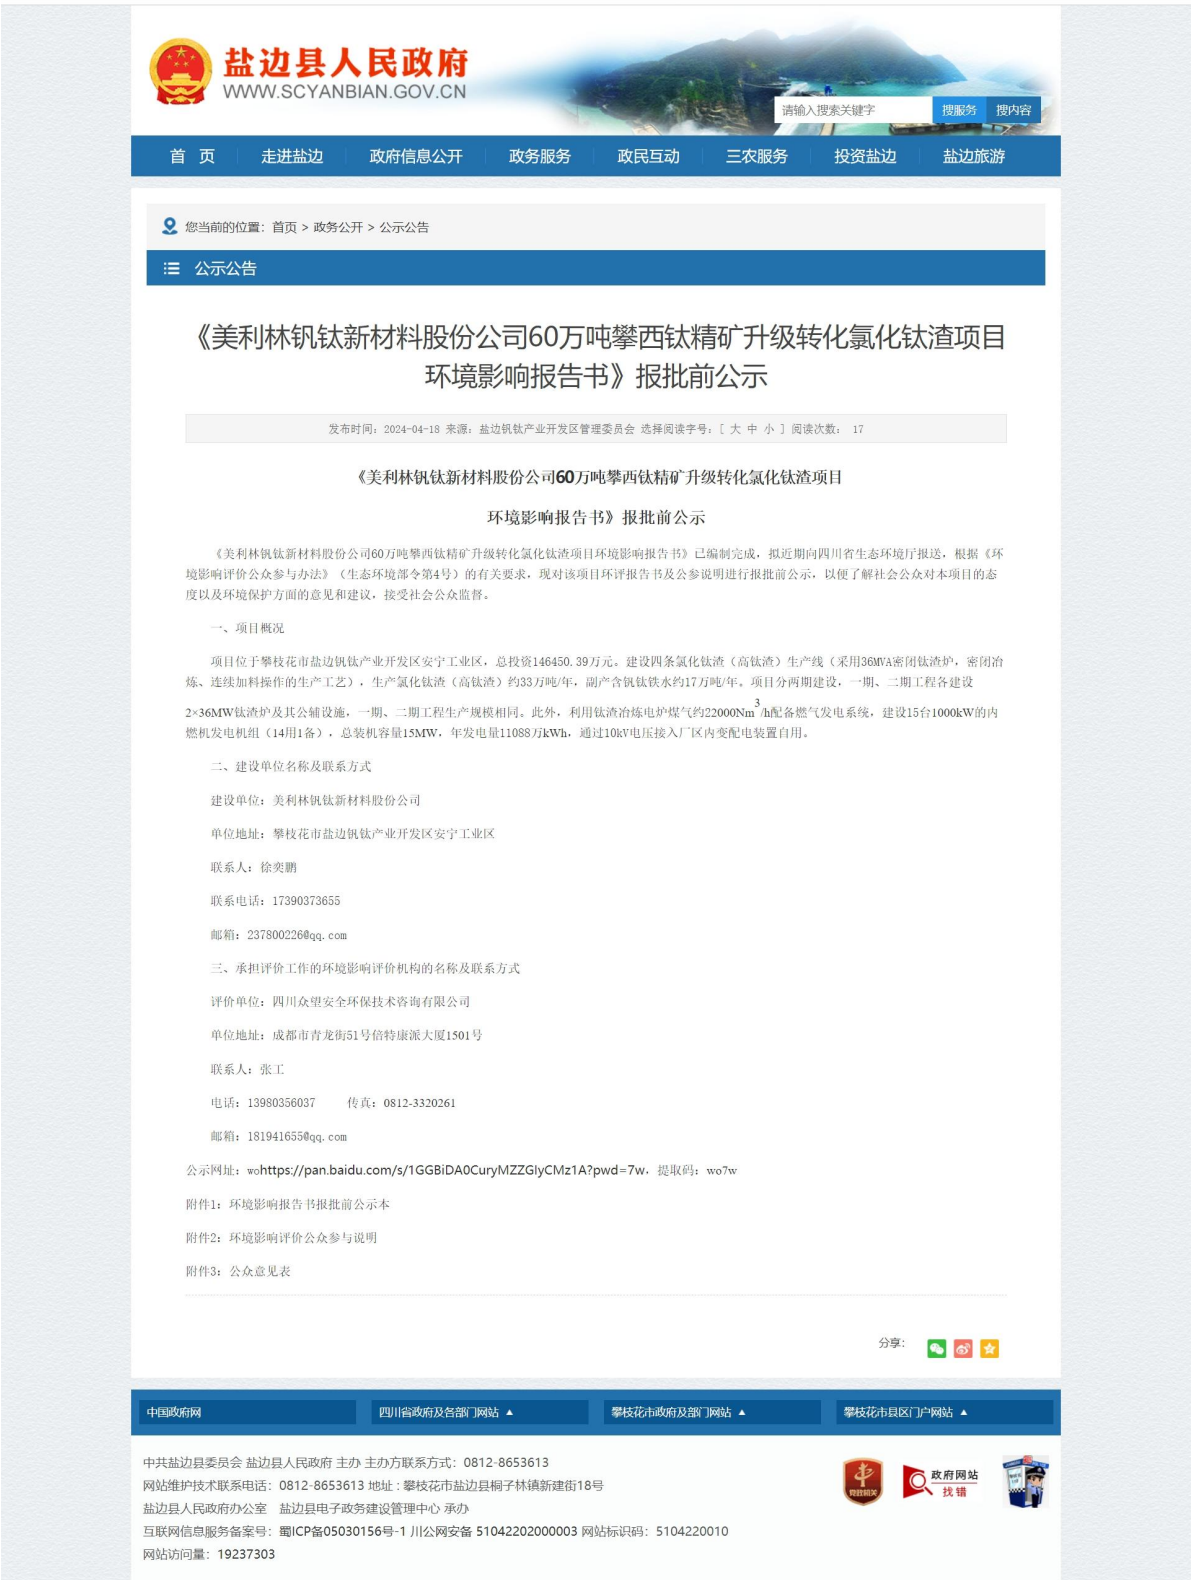 盐边县人民政府
WWW.SCYANBIAN.GOV.CN
请输入搜索关键字 搜服务 搜内容
首 页 走进盐边 政府信息公开 政务服务 政民互动 三农服务 投资盐边 盐边旅游
您当前的位置：首页 > 政务公开 > 公示公告
公示公告
《美利林钒钛新材料股份公司60万吨攀西钛精矿升级转化氯化钛渣项目
环境影响报告书》报批前公示
发布时间：2024-04-18 来源：盐边钒钛产业开发区管理委员会 选择阅读字号：[ 大 中 小 ] 阅读次数： 17
《美利林钒钛新材料股份公司60万吨攀西钛精矿升级转化氯化钛渣项目
环境影响报告书》报批前公示
《美利林钒钛新材料股份公司60万吨攀西钛精矿升级转化氯化钛渣项目环境影响报告书》已编制完成，拟近期向四川省生态环境厅报送，根据《环
境影响评价公众参与办法》（生态环境部令第4号）的有关要求，现对该项目环评报告书及公参说明进行报批前公示，以便了解社会公众对本项目的态
度以及环境保护方面的意见和建议，接受社会公众监督。
一、项目概况
项目位于攀枝花市盐边钒钛产业开发区安宁工业区，总投资146450.39万元。建设四条氯化钛渣（高钛渣）生产线（采用36MVA密闭钛渣炉，密闭冶
炼、连续加料操作的生产工艺），生产氯化钛渣（高钛渣）约33万吨/年，副产含钒钛铁水约17万吨/年。项目分两期建设，一期、二期工程各建设
2×36MW钛渣炉及其公辅设施，一期、二期工程生产规模相同。此外，利用钛渣冶炼电炉煤气约22000Nm³/h配备燃气发电系统，建设15台1000kW的内
燃机发电机组（14用1备），总装机容量15MW，年发电量11088万kWh，通过10kV电压接入厂区内变配电装置自用。
二、建设单位名称及联系方式
建设单位：美利林钒钛新材料股份公司
单位地址：攀枝花市盐边钒钛产业开发区安宁工业区
联系人：徐奕鹏
联系电话：17390373655
邮箱：237800226@qq.com
三、承担评价工作的环境影响评价机构的名称及联系方式
评价单位：四川众望安全环保技术咨询有限公司
单位地址：成都市青龙街51号倍特康派大厦1501号
联系人：张工
电话：13980356037 传真：0812-3320261
邮箱：181941655@qq.com
公示网址：wohttps://pan.baidu.com/s/1GGBiDA0CuryMZZGIyCMz1A?pwd=7w，提取码：wo7w
附件1：环境影响报告书报批前公示本
附件2：环境影响评价公众参与说明
附件3：公众意见表
分享：
中国政府网 四川省政府及各部门网站 ▲ 攀枝花市政府及部门网站 ▲ 攀枝花市县区门户网站 ▲
中共盐边县委员会 盐边县人民政府 主办 主办方联系方式：0812-8653613
网站维护技术联系电话：0812-8653613 地址 : 攀枝花市盐边县桐子林镇新建街18号
盐边县人民政府办公室 盐边县电子政务建设管理中心 承办
互联网信息服务备案号：蜀ICP备05030156号-1 川公网安备 51042202000003 网站标识码：5104220010
网站访问量：19237303
党政机关
政府网站
找错